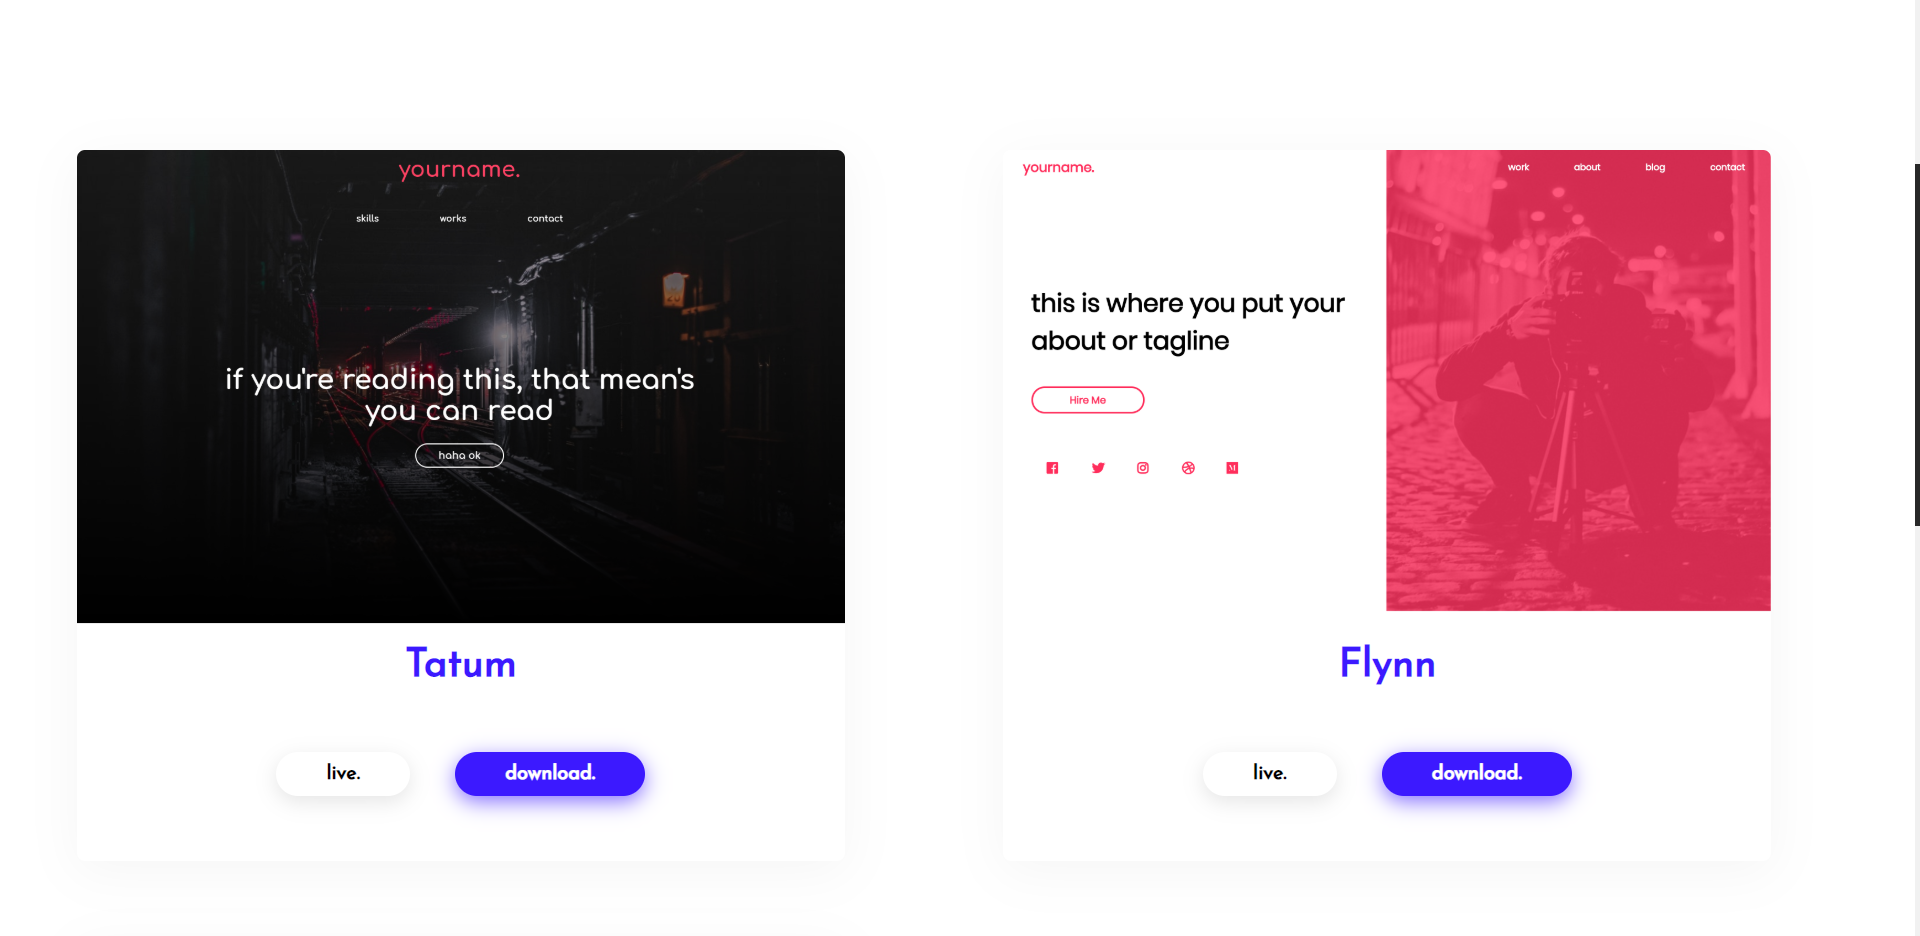 yourname.
skills works contact
if you're reading this, that mean's
you can read
haha ok
Tatum
live. download.
yourname. work about blog contact
this is where you put your
about or tagline
Hire Me
Flynn
live. download.